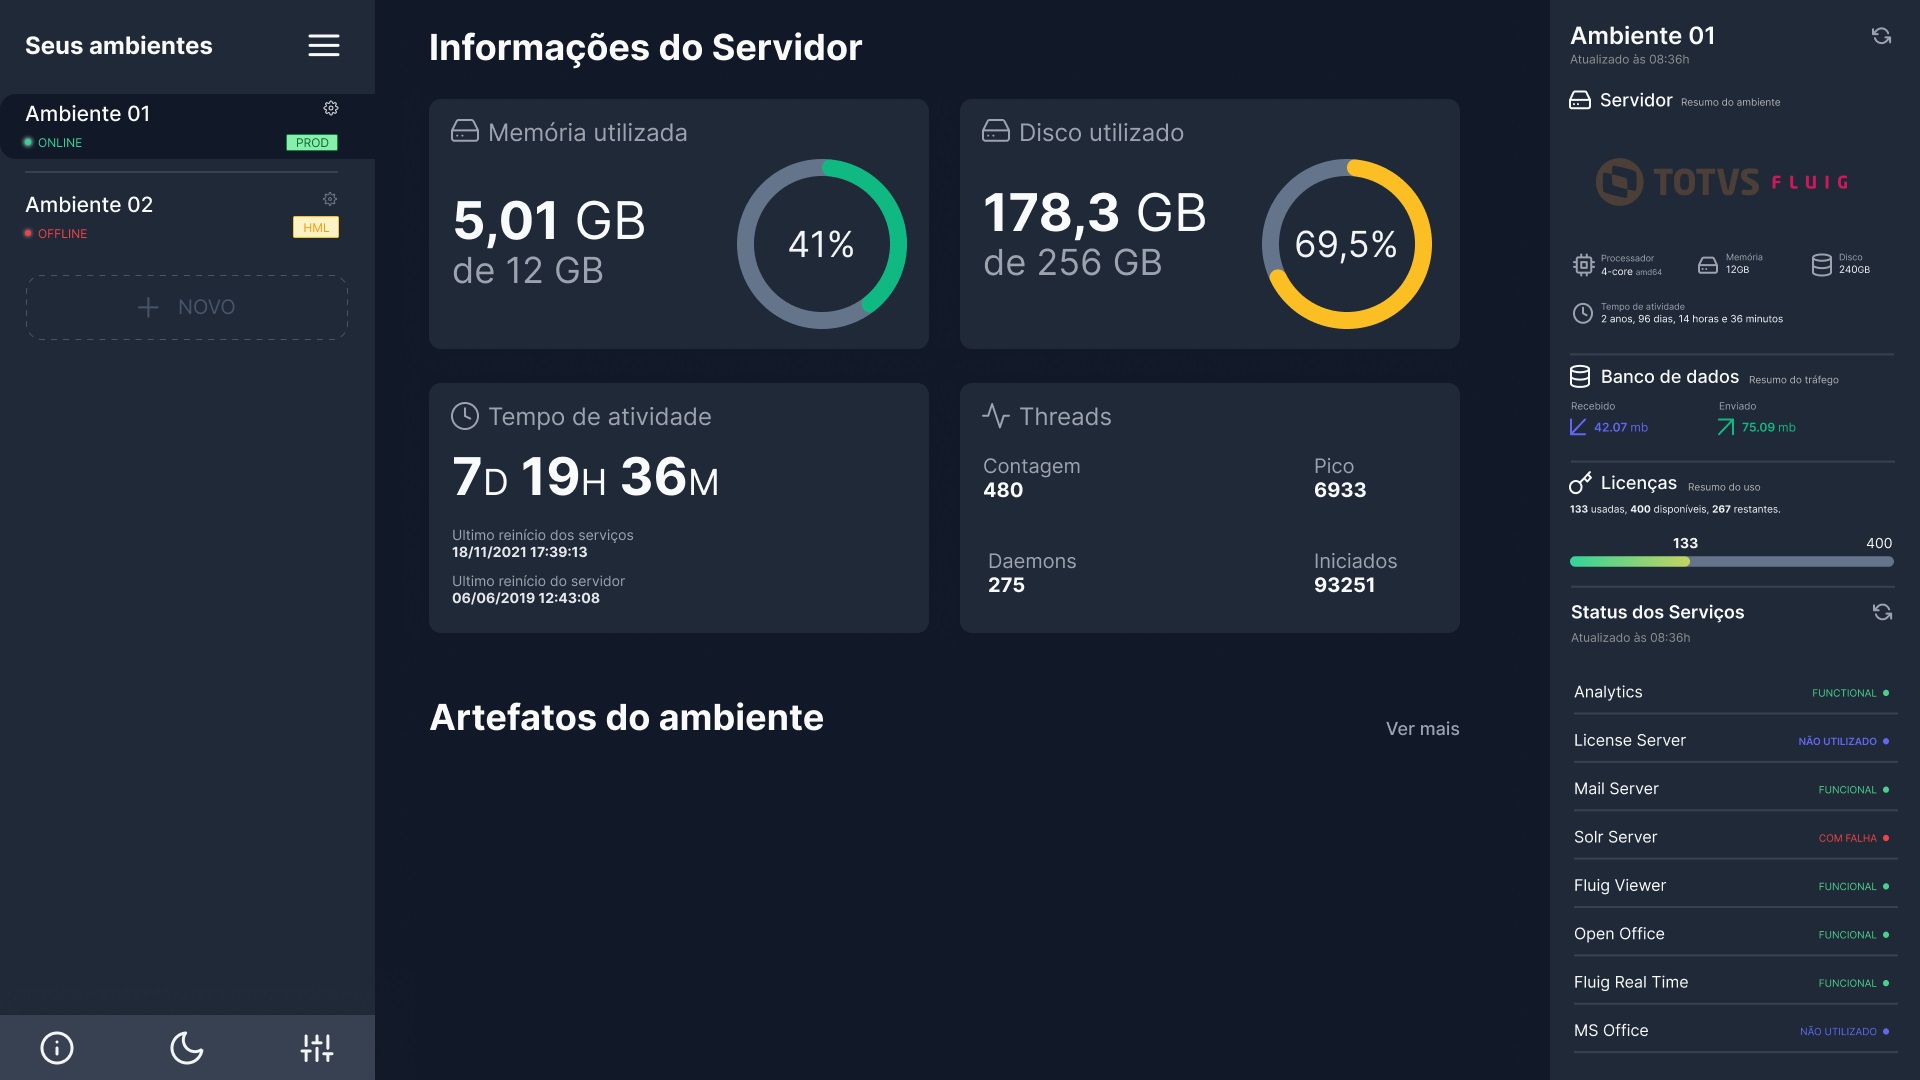 Seus ambientes
Ambiente 01
ONLINE
PROD
Ambiente 02
OFFLINE
HML
NOVO
Informações do Servidor
Memória utilizada
5,01 GB
de 12 GB
41%
Disco utilizado
178,3 GB
de 256 GB
69,5%
Tempo de atividade
7D 19H 36M
Ultimo reinício dos serviços
18/11/2021 17:39:13
Ultimo reinício do servidor
06/06/2019 12:43:08
Threads
Contagem
480
Pico
6933
Daemons
275
Iniciados
93251
Artefatos do ambiente
Ver mais
Ambiente 01
Atualizado às 08:36h
Servidor Resumo do ambiente
TOTVS FLUIG
Processador
4-core amd64
Memória
12GB
Disco
240GB
Tempo de atividade
2 anos, 96 dias, 14 horas e 36 minutos
Banco de dados Resumo do tráfego
Recebido
42.07 mb
Enviado
75.09 mb
Licenças Resumo do uso
133 usadas, 400 disponíveis, 267 restantes.
133 400
Status dos Serviços
Atualizado às 08:36h
Analytics FUNCTIONAL
License Server NÃO UTILIZADO
Mail Server FUNCIONAL
Solr Server COM FALHA
Fluig Viewer FUNCIONAL
Open Office FUNCIONAL
Fluig Real Time FUNCIONAL
MS Office NÃO UTILIZADO